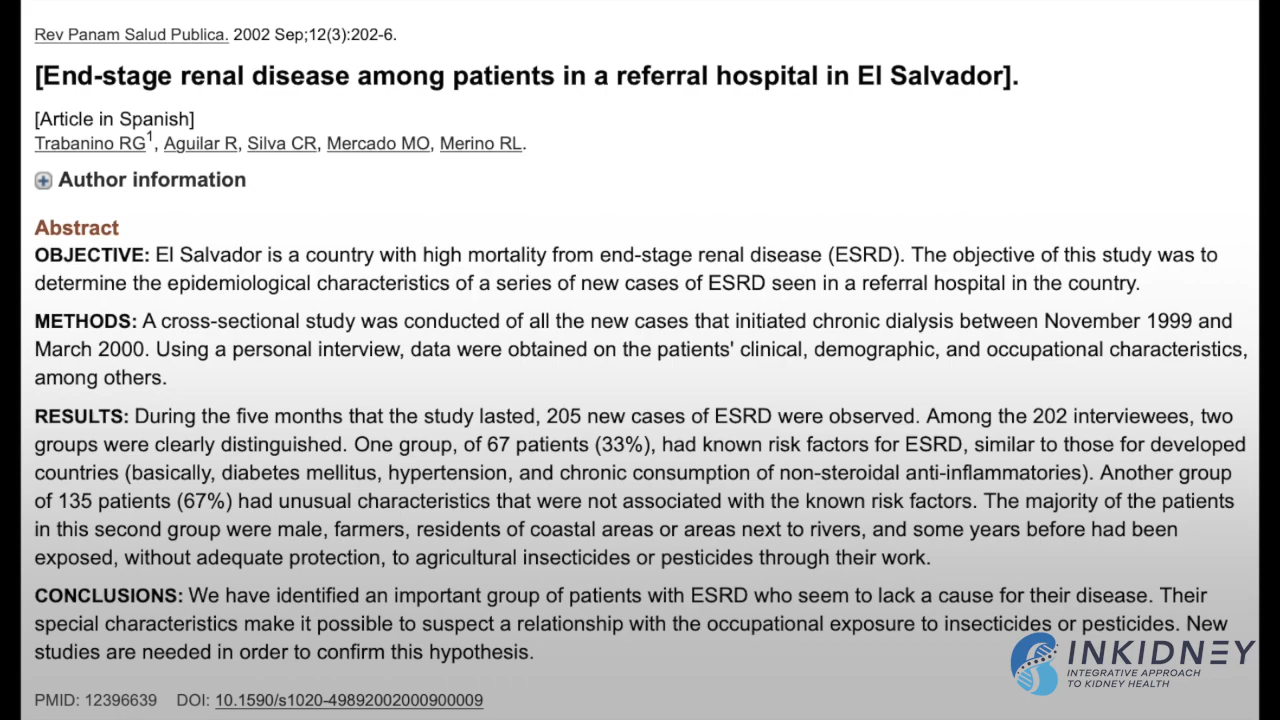 Rev Panam Salud Publica. 2002 Sep;12(3):202-6.
[End-stage renal disease among patients in a referral hospital in El Salvador].
[Article in Spanish]
Trabanino RG1, Aguilar R, Silva CR, Mercado MO, Merino RL.
Author information
Abstract
OBJECTIVE: El Salvador is a country with high mortality from end-stage renal disease (ESRD). The objective of this study was to
determine the epidemiological characteristics of a series of new cases of ESRD seen in a referral hospital in the country.
METHODS: A cross-sectional study was conducted of all the new cases that initiated chronic dialysis between November 1999 and
March 2000. Using a personal interview, data were obtained on the patients' clinical, demographic, and occupational characteristics,
among others.
RESULTS: During the five months that the study lasted, 205 new cases of ESRD were observed. Among the 202 interviewees, two
groups were clearly distinguished. One group, of 67 patients (33%), had known risk factors for ESRD, similar to those for developed
countries (basically, diabetes mellitus, hypertension, and chronic consumption of non-steroidal anti-inflammatories). Another group
of 135 patients (67%) had unusual characteristics that were not associated with the known risk factors. The majority of the patients
in this second group were male, farmers, residents of coastal areas or areas next to rivers, and some years before had been
exposed, without adequate protection, to agricultural insecticides or pesticides through their work.
CONCLUSIONS: We have identified an important group of patients with ESRD who seem to lack a cause for their disease. Their
special characteristics make it possible to suspect a relationship with the occupational exposure to insecticides or pesticides. New
studies are needed in order to confirm this hypothesis.
INKIDNEY
INTEGRATIVE APPROACH
TO KIDNEY HEALTH
PMID: 12396639 DOI: 10.1590/s1020-49892002000900009